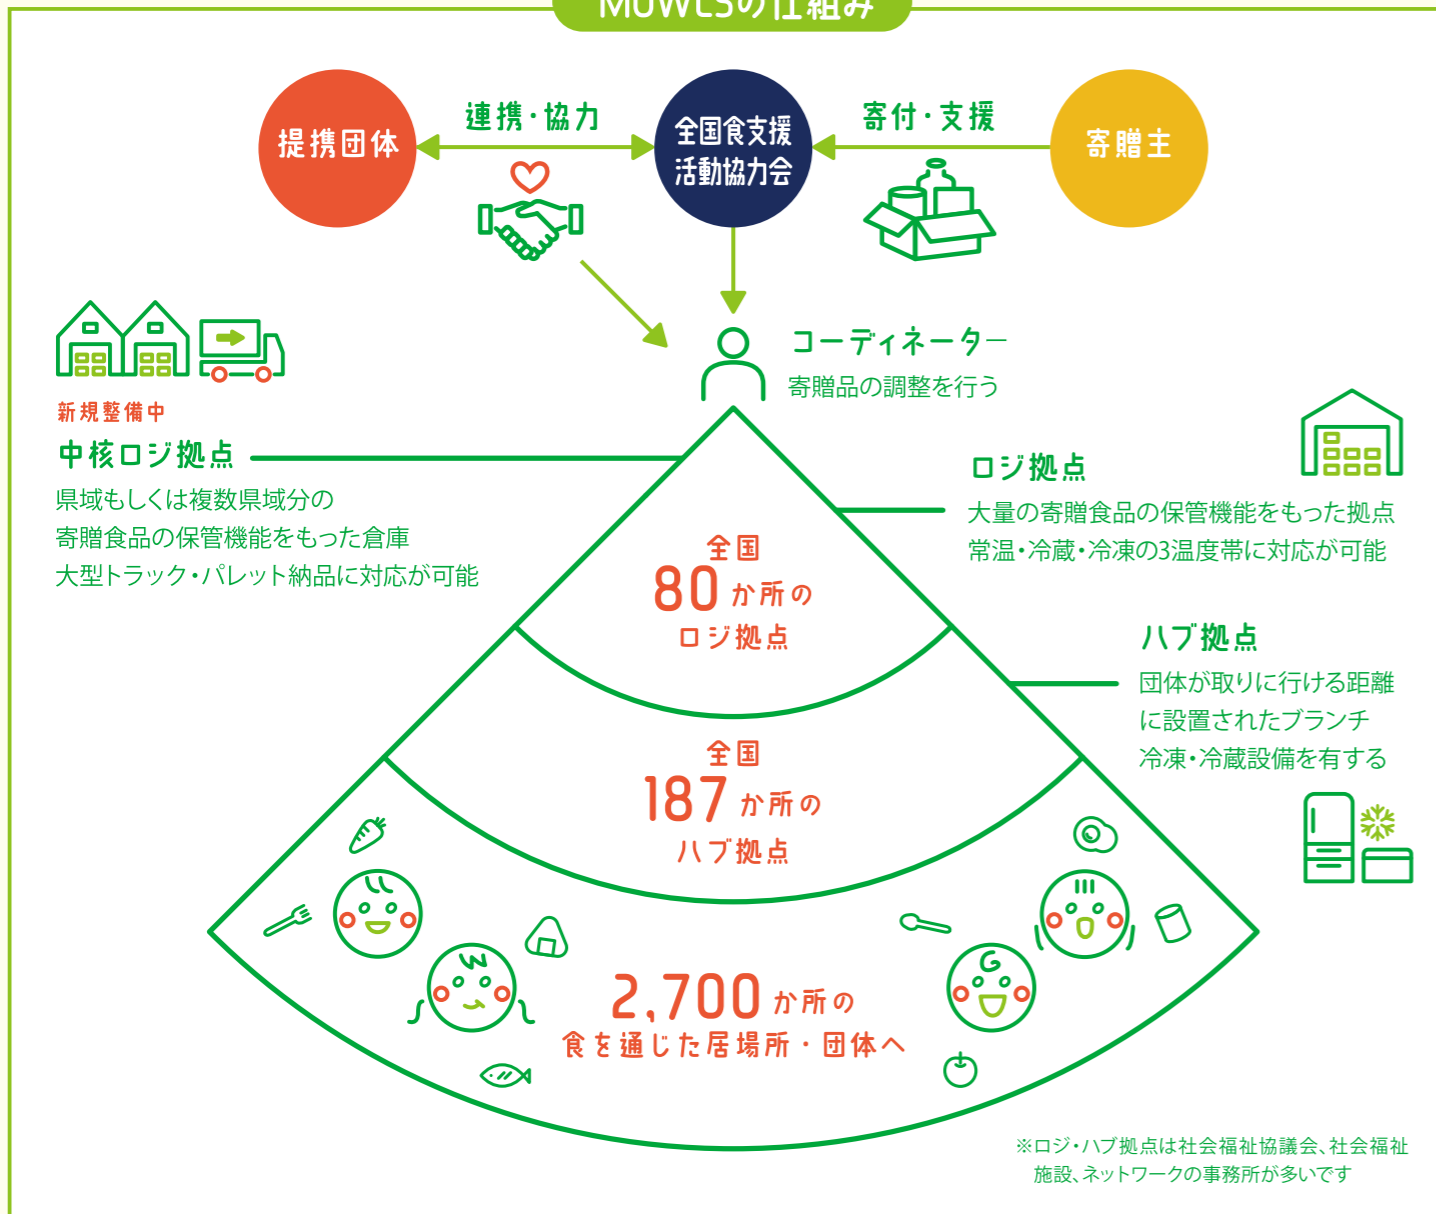 MOWLSの仕組み
提携団体
連携・協力
全国食支援
活動協力会
寄付・支援
寄贈主
コーディネーター
寄贈品の調整を行う
新規整備中
中核ロジ拠点
県域もしくは複数県域分の
寄贈食品の保管機能をもった倉庫
大型トラック・パレット納品に対応が可能
ロジ拠点
大量の寄贈食品の保管機能をもった拠点
常温・冷蔵・冷凍の3温度帯に対応が可能
全国
80か所の
ロジ拠点
ハブ拠点
団体が取りに行ける距離
に設置されたブランチ
冷凍・冷蔵設備を有する
全国
187か所の
ハブ拠点
2,700か所の
食を通じた居場所・団体へ
※ロジ・ハブ拠点は社会福祉協議会、社会福祉
施設、ネットワークの事務所が多いです